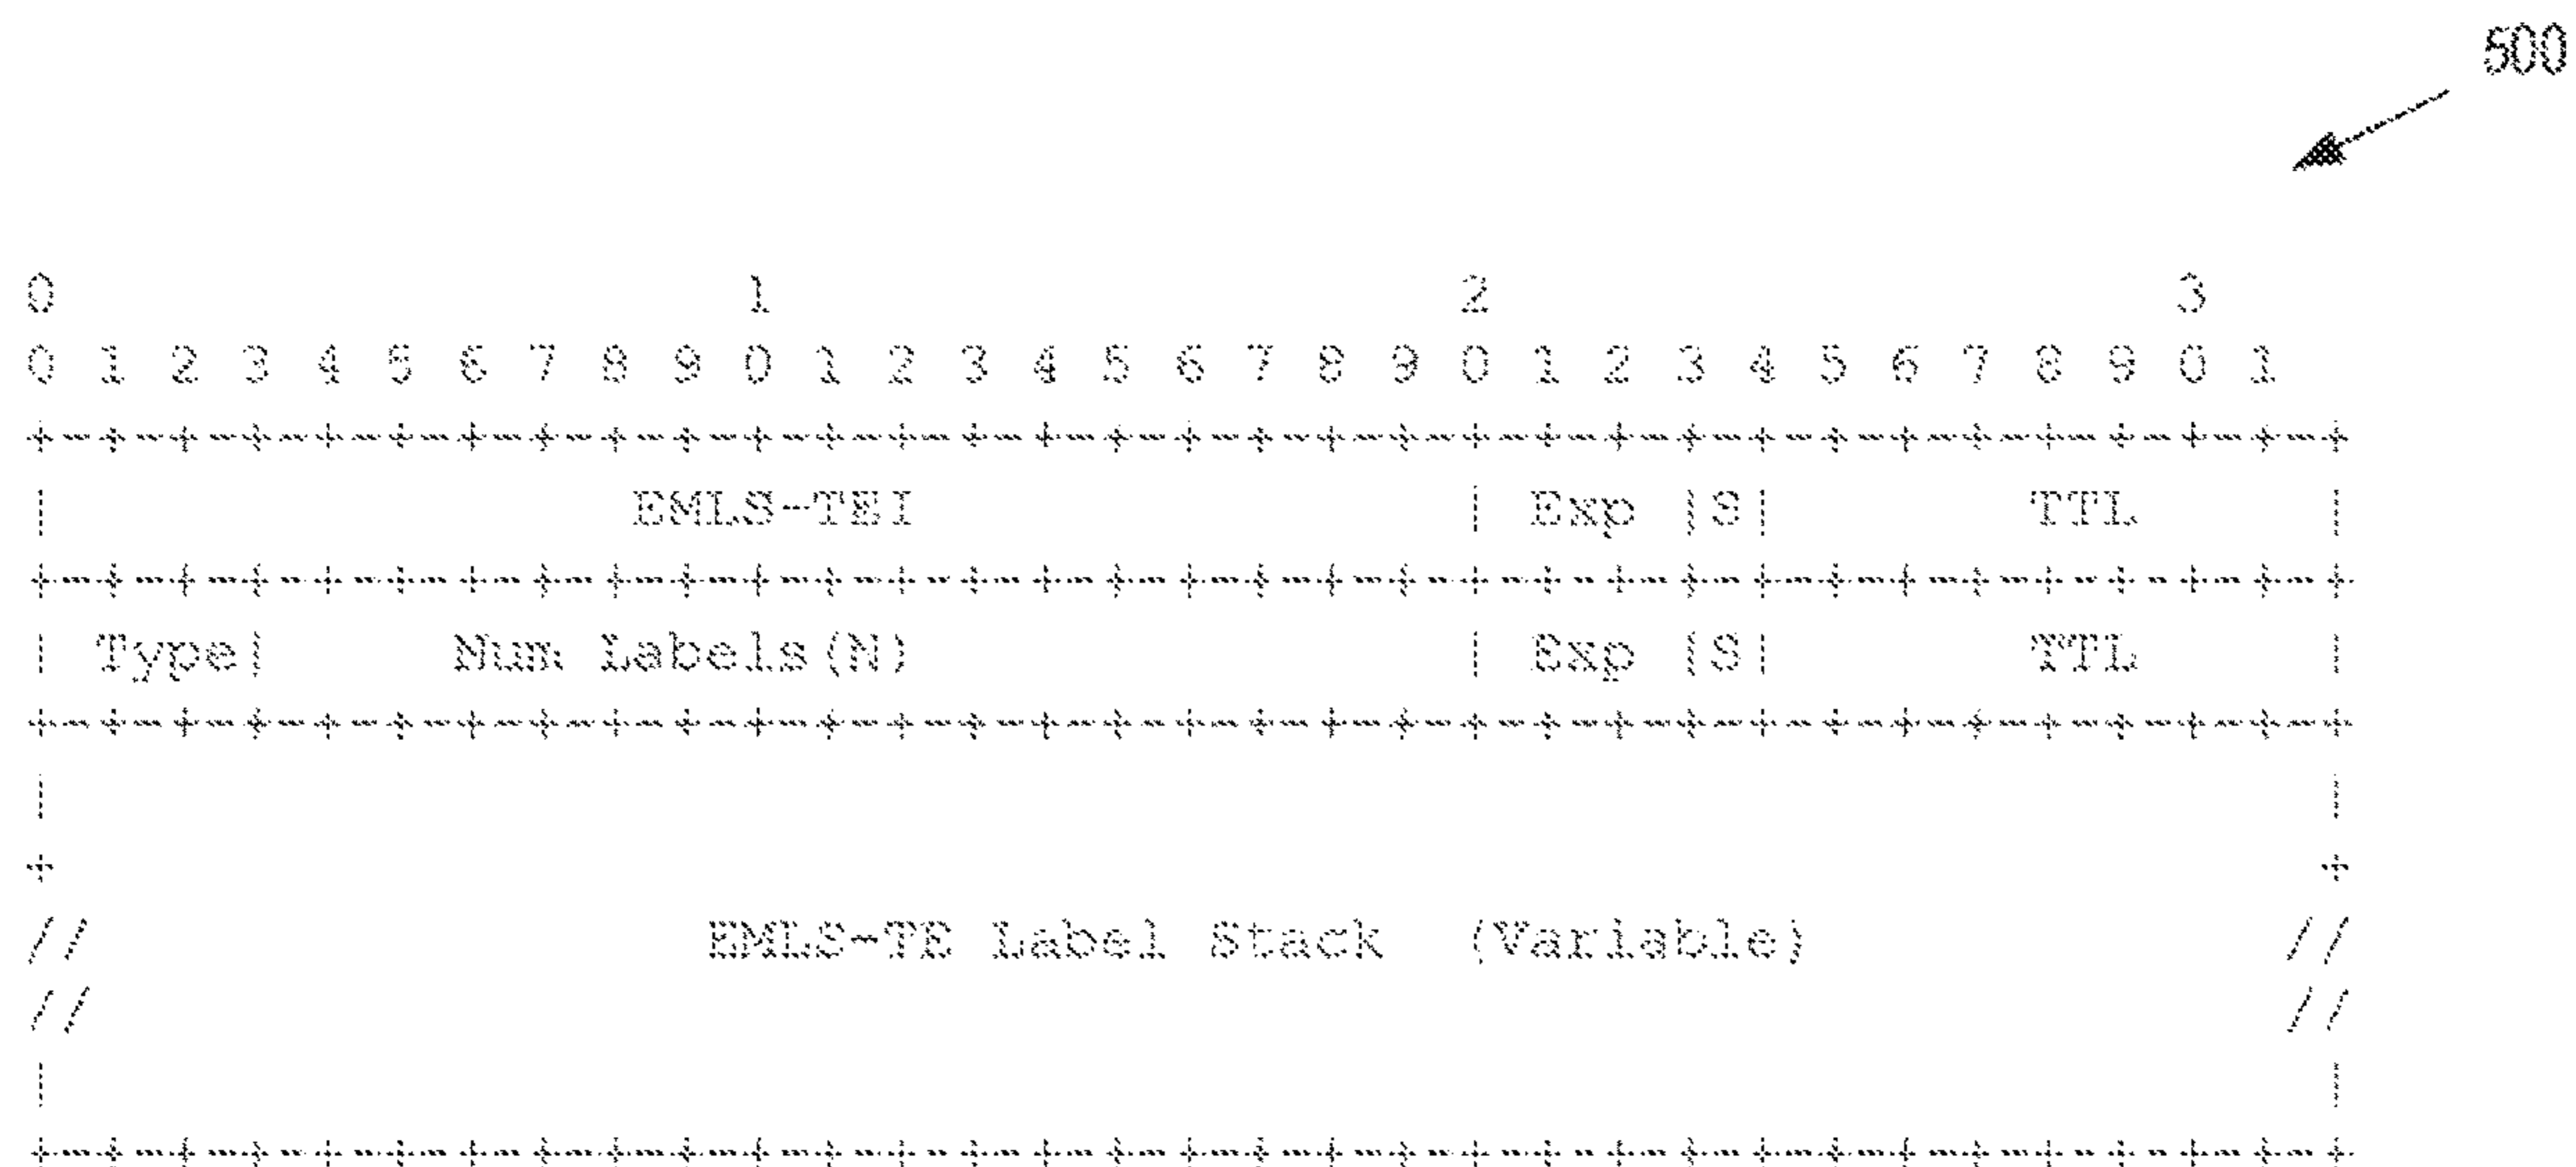 500
0                   1                   2                   3
0 1 2 3 4 5 6 7 8 9 0 1 2 3 4 5 6 7 8 9 0 1 2 3 4 5 6 7 8 9 0 1
+-+-+-+-+-+-+-+-+-+-+-+-+-+-+-+-+-+-+-+-+-+-+-+-+-+-+-+-+-+-+-+-+
|                EMLS-TEI               | Exp |S|       TTL     |
+-+-+-+-+-+-+-+-+-+-+-+-+-+-+-+-+-+-+-+-+-+-+-+-+-+-+-+-+-+-+-+-+
| Type|     Num Labels(N)               | Exp |S|       TTL     |
+-+-+-+-+-+-+-+-+-+-+-+-+-+-+-+-+-+-+-+-+-+-+-+-+-+-+-+-+-+-+-+-+
|                                                               |
+                                                               +
//                 EMLS-TE Label Stack  (Variable)             //
//                                                             //
|                                                               |
+-+-+-+-+-+-+-+-+-+-+-+-+-+-+-+-+-+-+-+-+-+-+-+-+-+-+-+-+-+-+-+-+